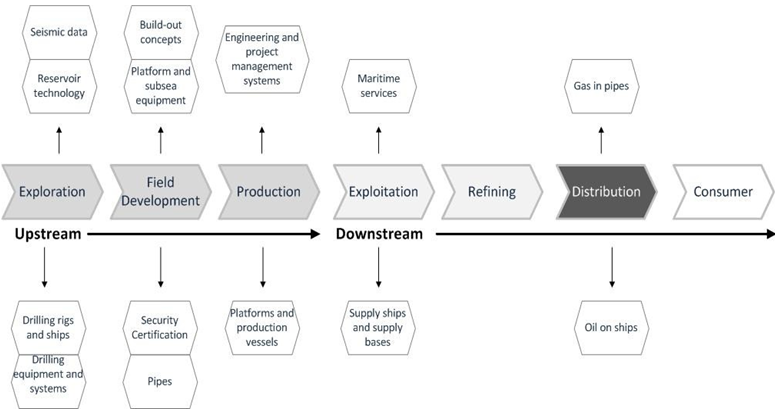 Seismic data
Reservoir
technology
Build-out
concepts
Platform and
subsea
equipment
Engineering and
project
management
systems
Maritime
services
Gas in pipes
Exploration
Field
Development
Production
Exploitation
Refining
Distribution
Consumer
Upstream
Downstream
Drilling rigs
and ships
Drilling
equipment and
systems
Security
Certification
Pipes
Platforms and
production
vessels
Supply ships
and supply
bases
Oil on ships